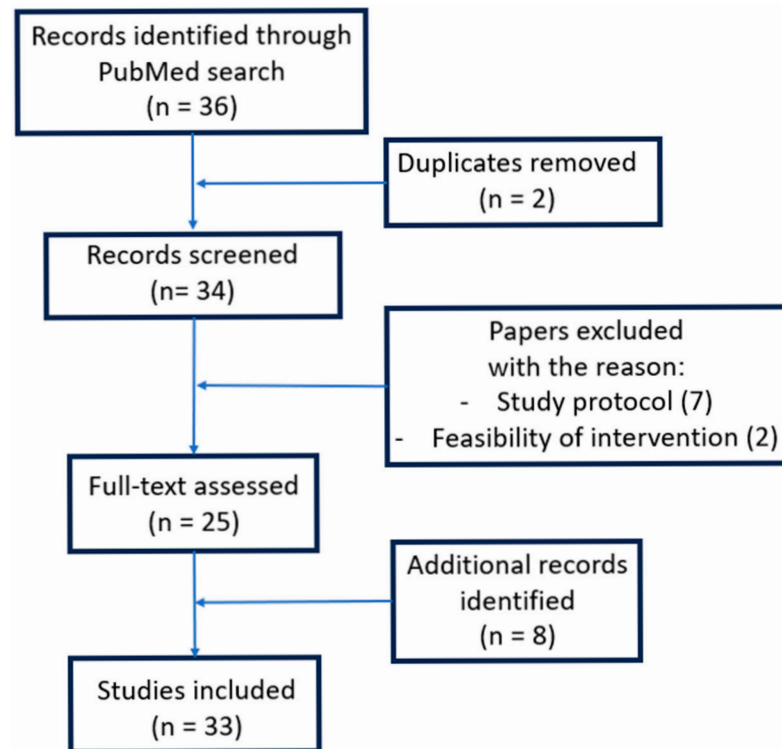 Records identified through
PubMed search
(n = 36)
Duplicates removed
(n = 2)
Records screened
(n= 34)
Papers excluded
with the reason:
- Study protocol (7)
- Feasibility of intervention (2)
Full-text assessed
(n = 25)
Additional records
identified
(n = 8)
Studies included
(n = 33)